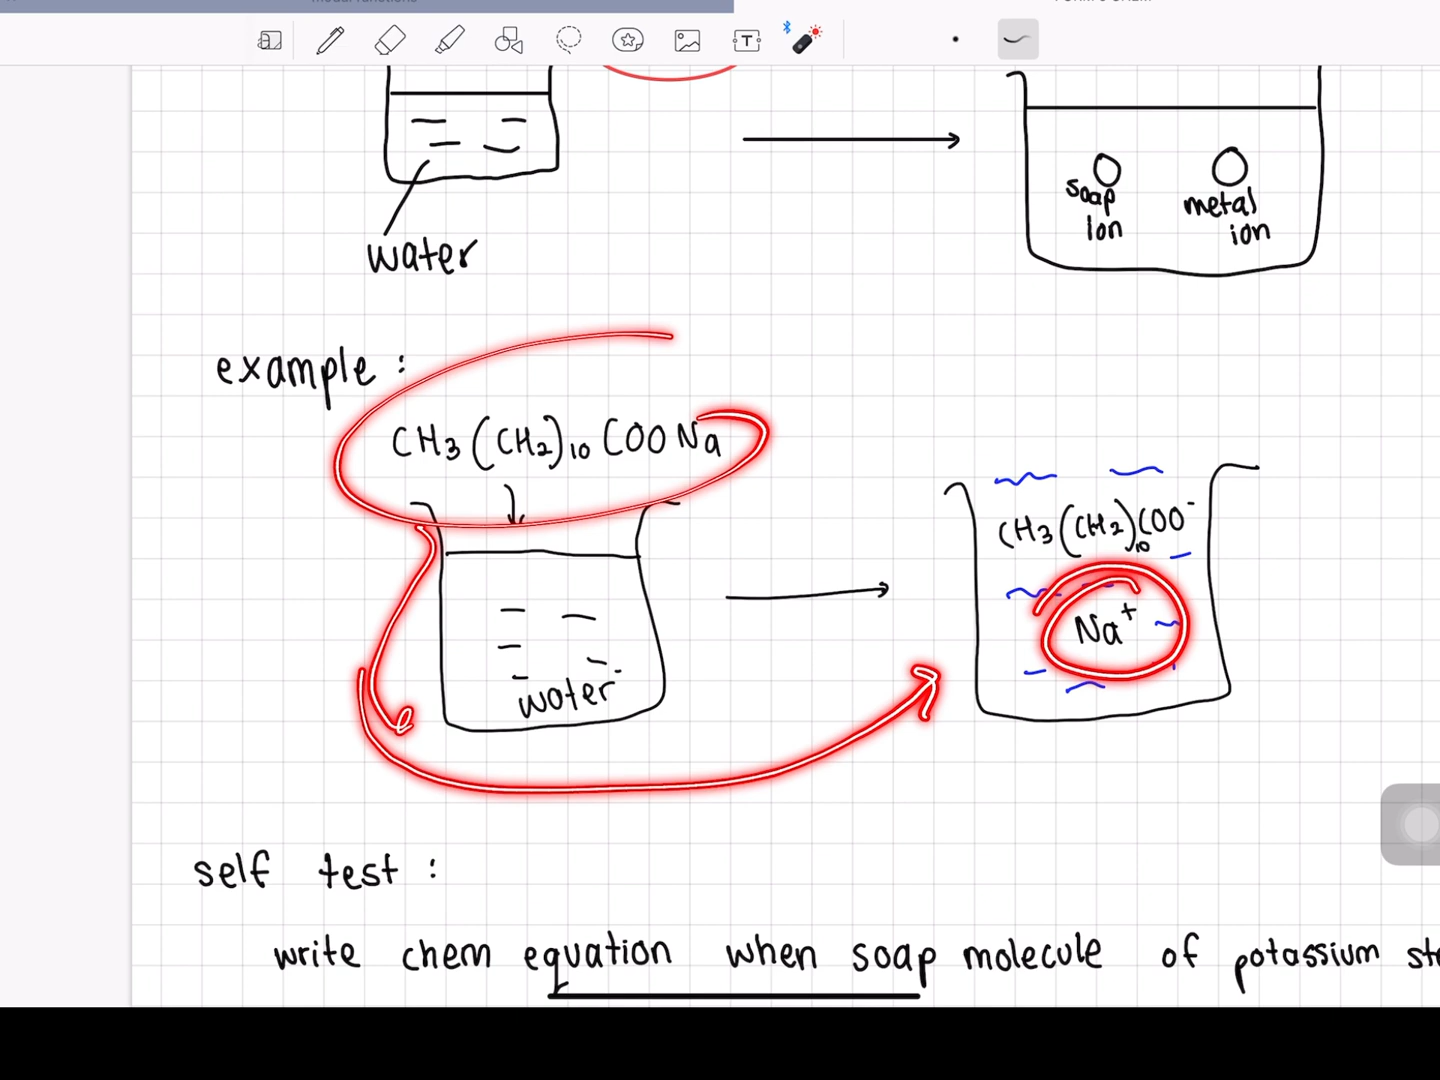 water
soap
ion
metal
ion
example :
CH3(CH2)10COONa
CH3(CH2)10COO-
Na+
water
self test :
write chem equation when soap molecule of potassium